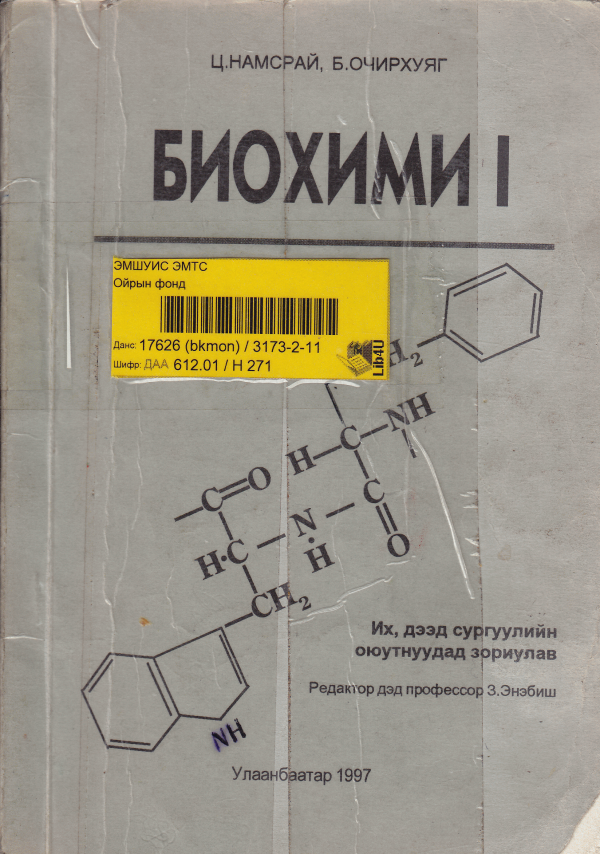 Ц.НАМСРАЙ, Б.ОЧИРХУЯГ
БИОХИМИ I
ЭМШУИС ЭМТС
Ойрын фонд
Данс: 17626 (bkmon) / 3173-2-11
Шифр: ДАА 612.01 / Н 271
Lib4U
H2
NH
H
C
C
O
C
O
N
H
H
C
CH2
NH
Их, дээд сургуулийн
оюутнуудад зориулав
Редактор дэд профессор З.Энэбиш
Улаанбаатар 1997